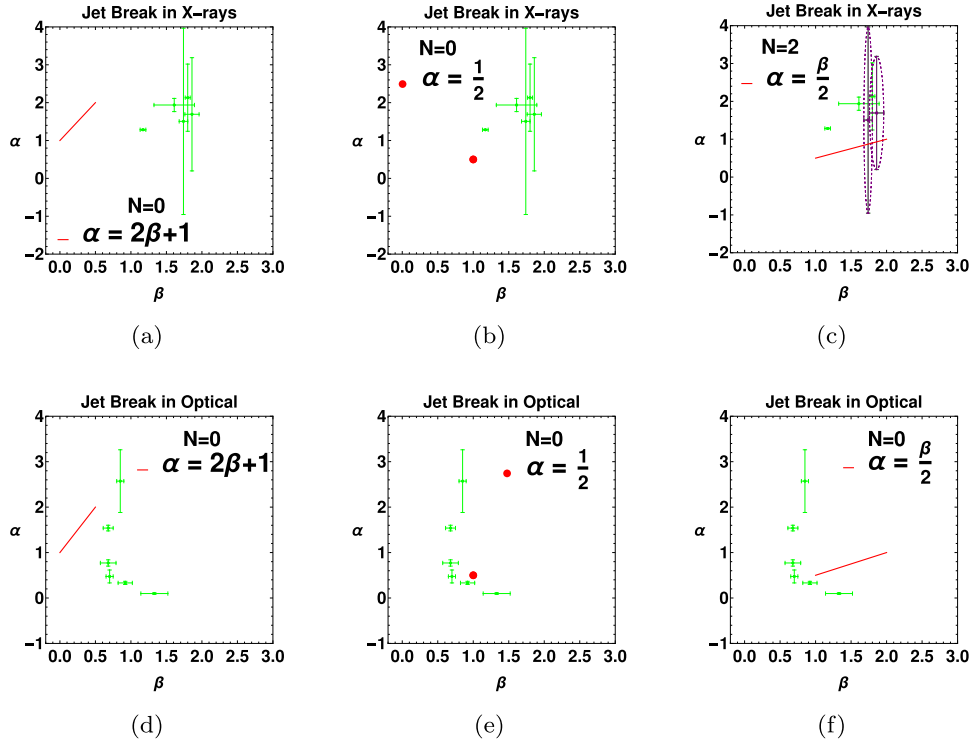 Jet Break in X-rays
4
3
2
α 1
0
−1
−2
N=0
α = 2β+1
0.0 0.5 1.0 1.5 2.0 2.5 3.0
β
(a)
Jet Break in X-rays
4
3
2
α 1
0
−1
−2
N=0
α = 1/2
0.0 0.5 1.0 1.5 2.0 2.5 3.0
β
(b)
Jet Break in X-rays
4
3
2
α 1
0
−1
−2
N=2
α = β/2
0.0 0.5 1.0 1.5 2.0 2.5 3.0
β
(c)
Jet Break in Optical
4
3
2
α 1
0
−1
N=0
α = 2β+1
0.0 0.5 1.0 1.5 2.0 2.5 3.0
β
(d)
Jet Break in Optical
4
3
2
α 1
0
−1
N=0
α = 1/2
0.0 0.5 1.0 1.5 2.0 2.5 3.0
β
(e)
Jet Break in Optical
4
3
2
α 1
0
−1
N=0
α = β/2
0.0 0.5 1.0 1.5 2.0 2.5 3.0
β
(f)